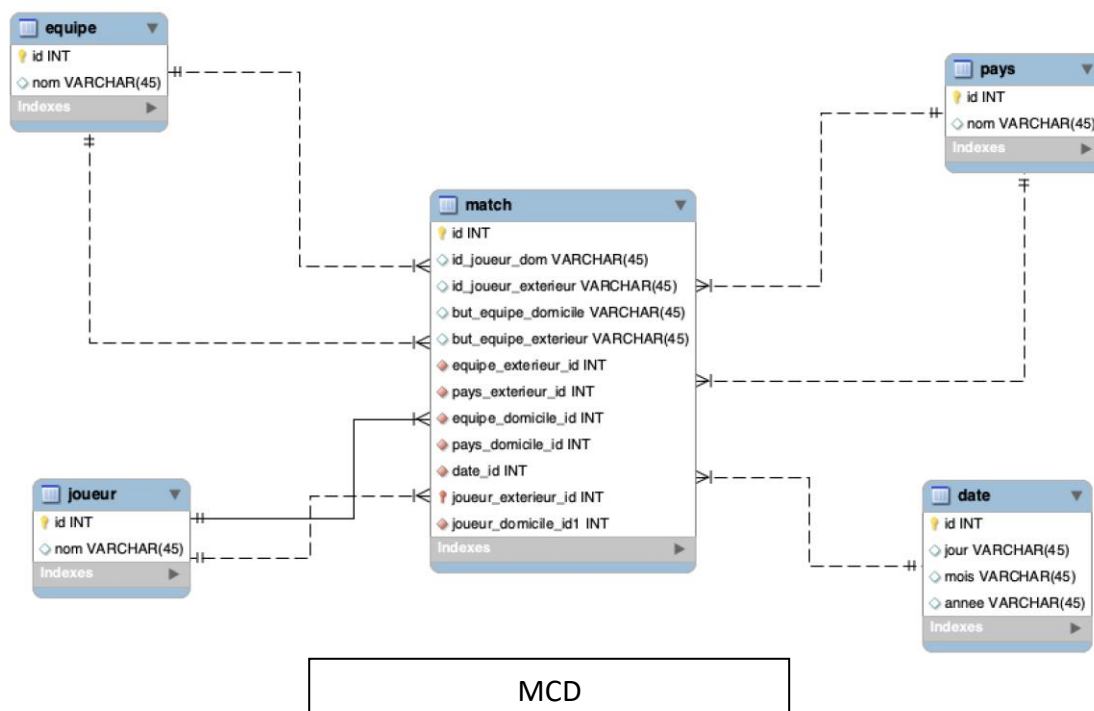 equipe
id INT
nom VARCHAR(45)
Indexes
pays
id INT
nom VARCHAR(45)
Indexes
match
id INT
id_joueur_dom VARCHAR(45)
id_joueur_exterieur VARCHAR(45)
but_equipe_domicile VARCHAR(45)
but_equipe_exterieur VARCHAR(45)
equipe_exterieur_id INT
pays_exterieur_id INT
equipe_domicile_id INT
pays_domicile_id INT
date_id INT
joueur_exterieur_id INT
joueur_domicile_id1 INT
Indexes
joueur
id INT
nom VARCHAR(45)
Indexes
date
id INT
jour VARCHAR(45)
mois VARCHAR(45)
annee VARCHAR(45)
Indexes
MCD